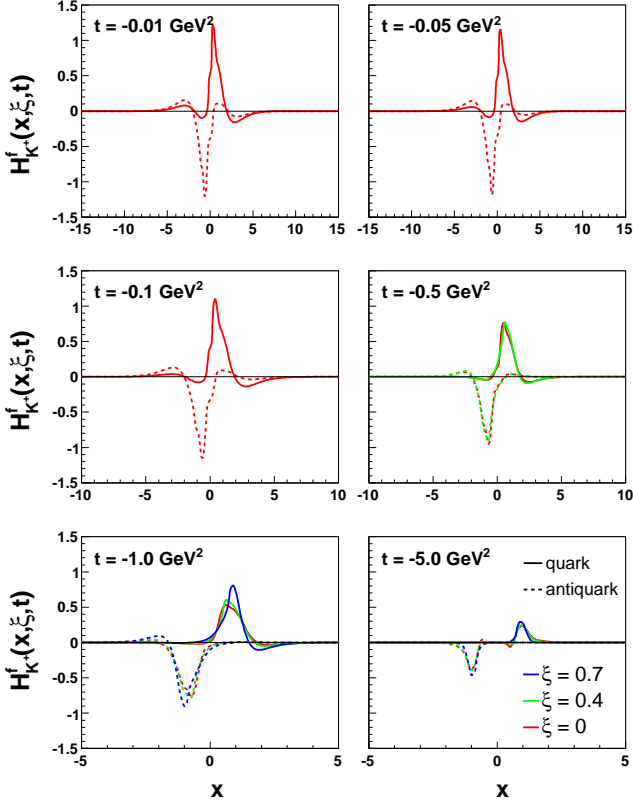 t = -0.01 GeV²
t = -0.05 GeV²
H^f_{K⁺}(x,ξ,t)
1.5
1
0.5
0
-0.5
-1
-1.5
-15 -10 -5 0 5 10 15
-15 -10 -5 0 5 10 15
t = -0.1 GeV²
t = -0.5 GeV²
H^f_{K⁺}(x,ξ,t)
1.5
1
0.5
0
-0.5
-1
-1.5
-10 -5 0 5 10
-10 -5 0 5 10
t = -1.0 GeV²
t = -5.0 GeV²
quark
antiquark
ξ = 0.7
ξ = 0.4
ξ = 0
H^f_{K⁺}(x,ξ,t)
1.5
1
0.5
0
-0.5
-1
-1.5
-5 0 5
-5 0 5
x
x